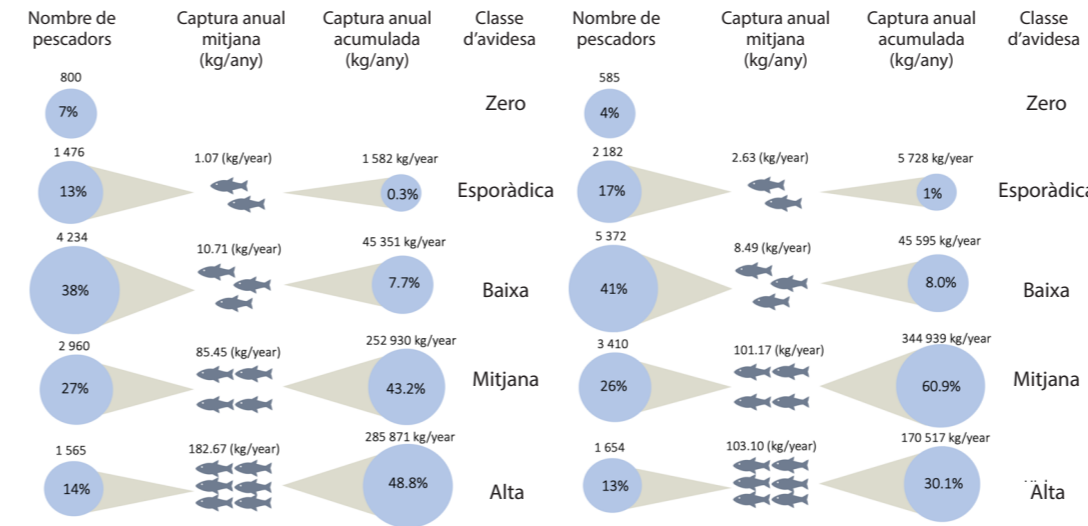 Nombre de
pescadors
Captura anual
mitjana
(kg/any)
Captura anual
acumulada
(kg/any)
Classe
d'avidesa
800
7%
Zero
1 476
13%
1.07 (kg/year)
1 582 kg/year
0.3%
Esporàdica
4 234
38%
10.71 (kg/year)
45 351 kg/year
7.7%
Baixa
2 960
27%
85.45 (kg/year)
252 930 kg/year
43.2%
Mitjana
1 565
14%
182.67 (kg/year)
285 871 kg/year
48.8%
Alta
Nombre de
pescadors
Captura anual
mitjana
(kg/any)
Captura anual
acumulada
(kg/any)
Classe
d'avidesa
585
4%
Zero
2 182
17%
2.63 (kg/year)
5 728 kg/year
1%
Esporàdica
5 372
41%
8.49 (kg/year)
45 595 kg/year
8.0%
Baixa
3 410
26%
101.17 (kg/year)
344 939 kg/year
60.9%
Mitjana
1 654
13%
103.10 (kg/year)
170 517 kg/year
30.1%
Alta